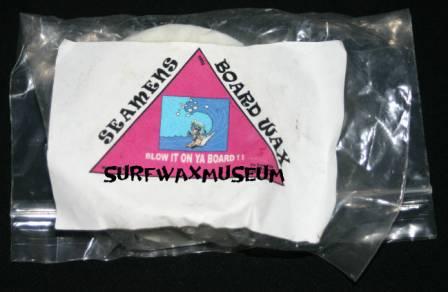 SEAMENS
BOARD WAX
BLOW IT ON YA BOARD ! !
SURFWAXMUSEUM